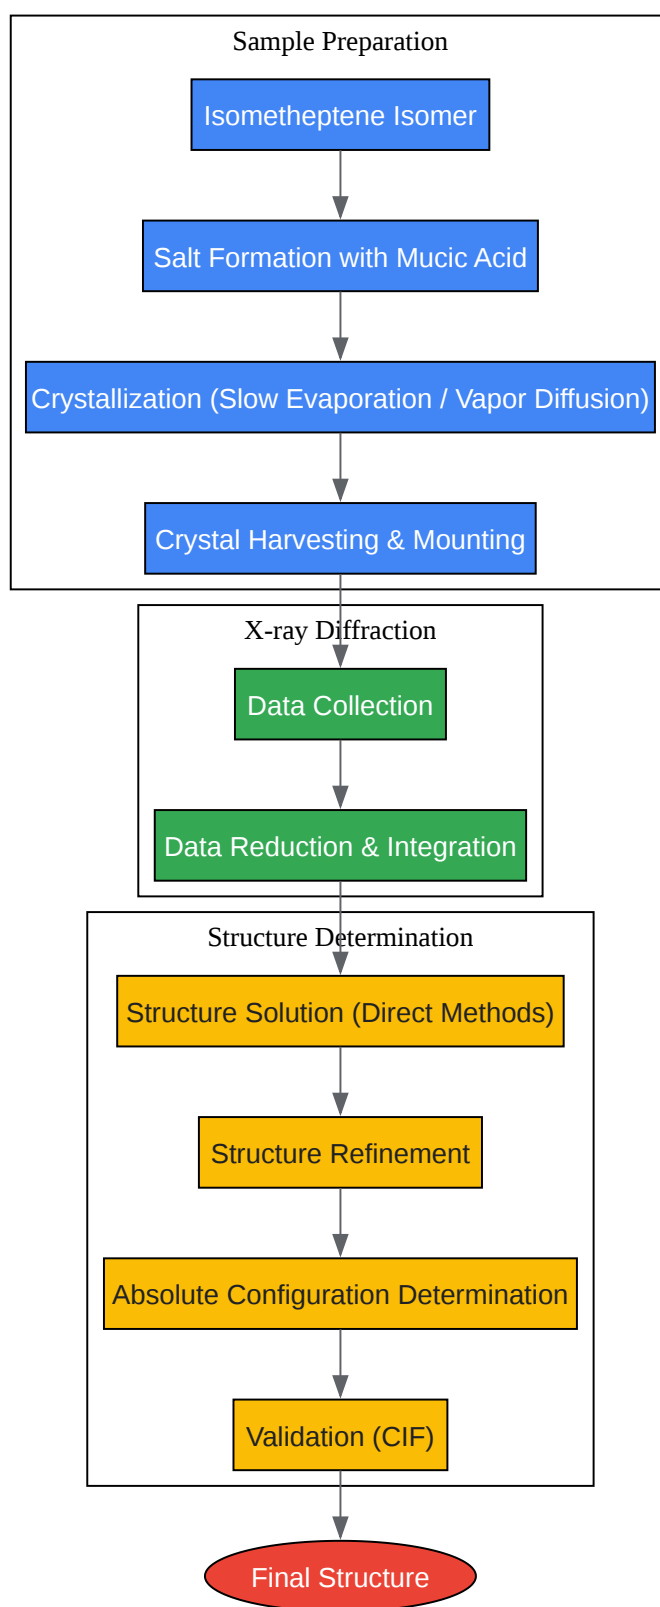 Sample Preparation
Isometheptene Isomer
Salt Formation with Mucic Acid
Crystallization (Slow Evaporation / Vapor Diffusion)
Crystal Harvesting & Mounting
X-ray Diffraction
Data Collection
Data Reduction & Integration
Structure Determination
Structure Solution (Direct Methods)
Structure Refinement
Absolute Configuration Determination
Validation (CIF)
Final Structure